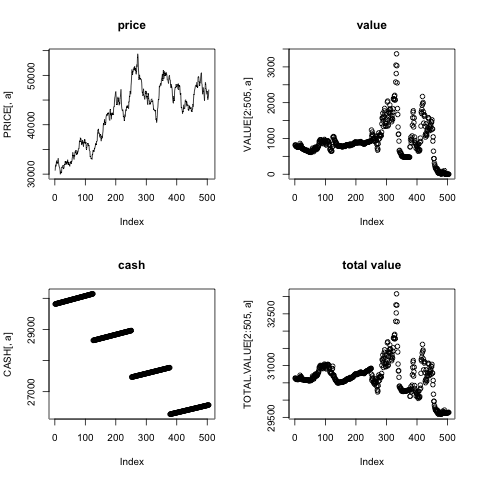 price
PRICE[, a]
30000
40000
50000
0 100 200 300 400 500
Index
value
VALUE[2:505, a]
0
1000
2000
3000
0 100 200 300 400 500
Index
cash
CASH[, a]
27000
29000
0 100 200 300 400 500
Index
total value
TOTAL.VALUE[2:505, a]
29500
31000
32500
0 100 200 300 400 500
Index